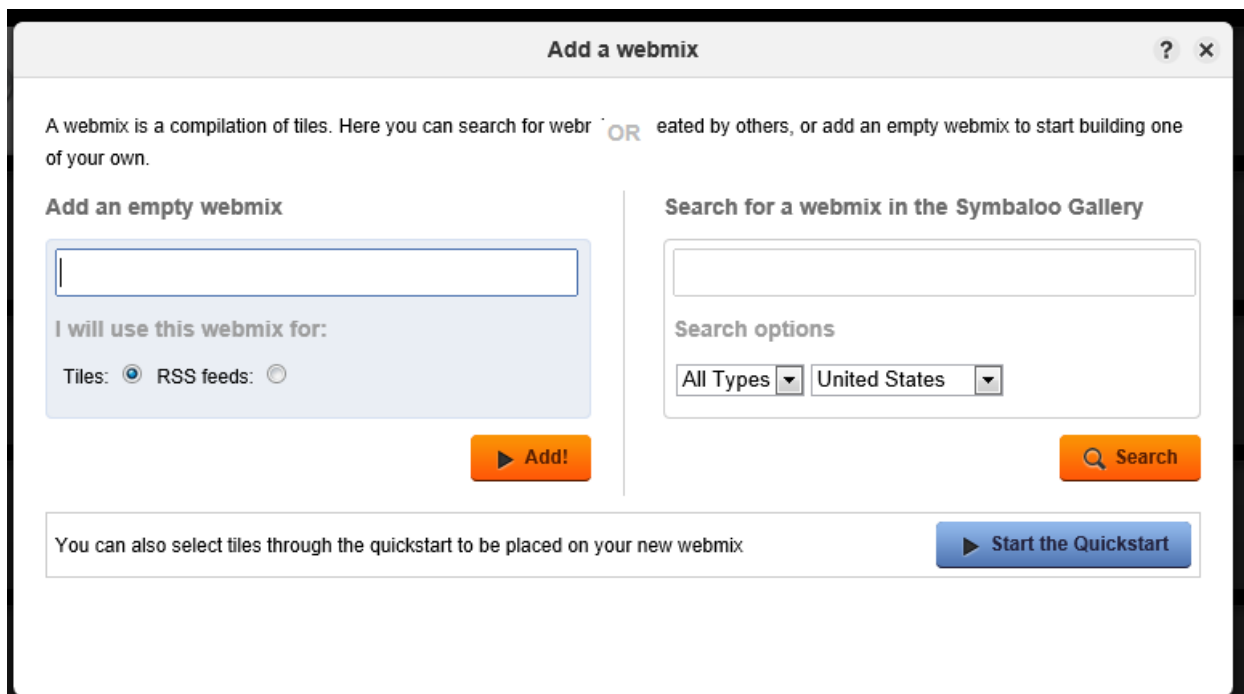 Add a webmix ? ×
A webmix is a compilation of tiles. Here you can search for OR eated by others, or add an empty webmix to start building one
of your own.
Add an empty webmix
Search for a webmix in the Symbaloo Gallery
I will use this webmix for:
Tiles: RSS feeds:
Search options
All Types United States
Add!
Search
You can also select tiles through the quickstart to be placed on your new webmix
Start the Quickstart